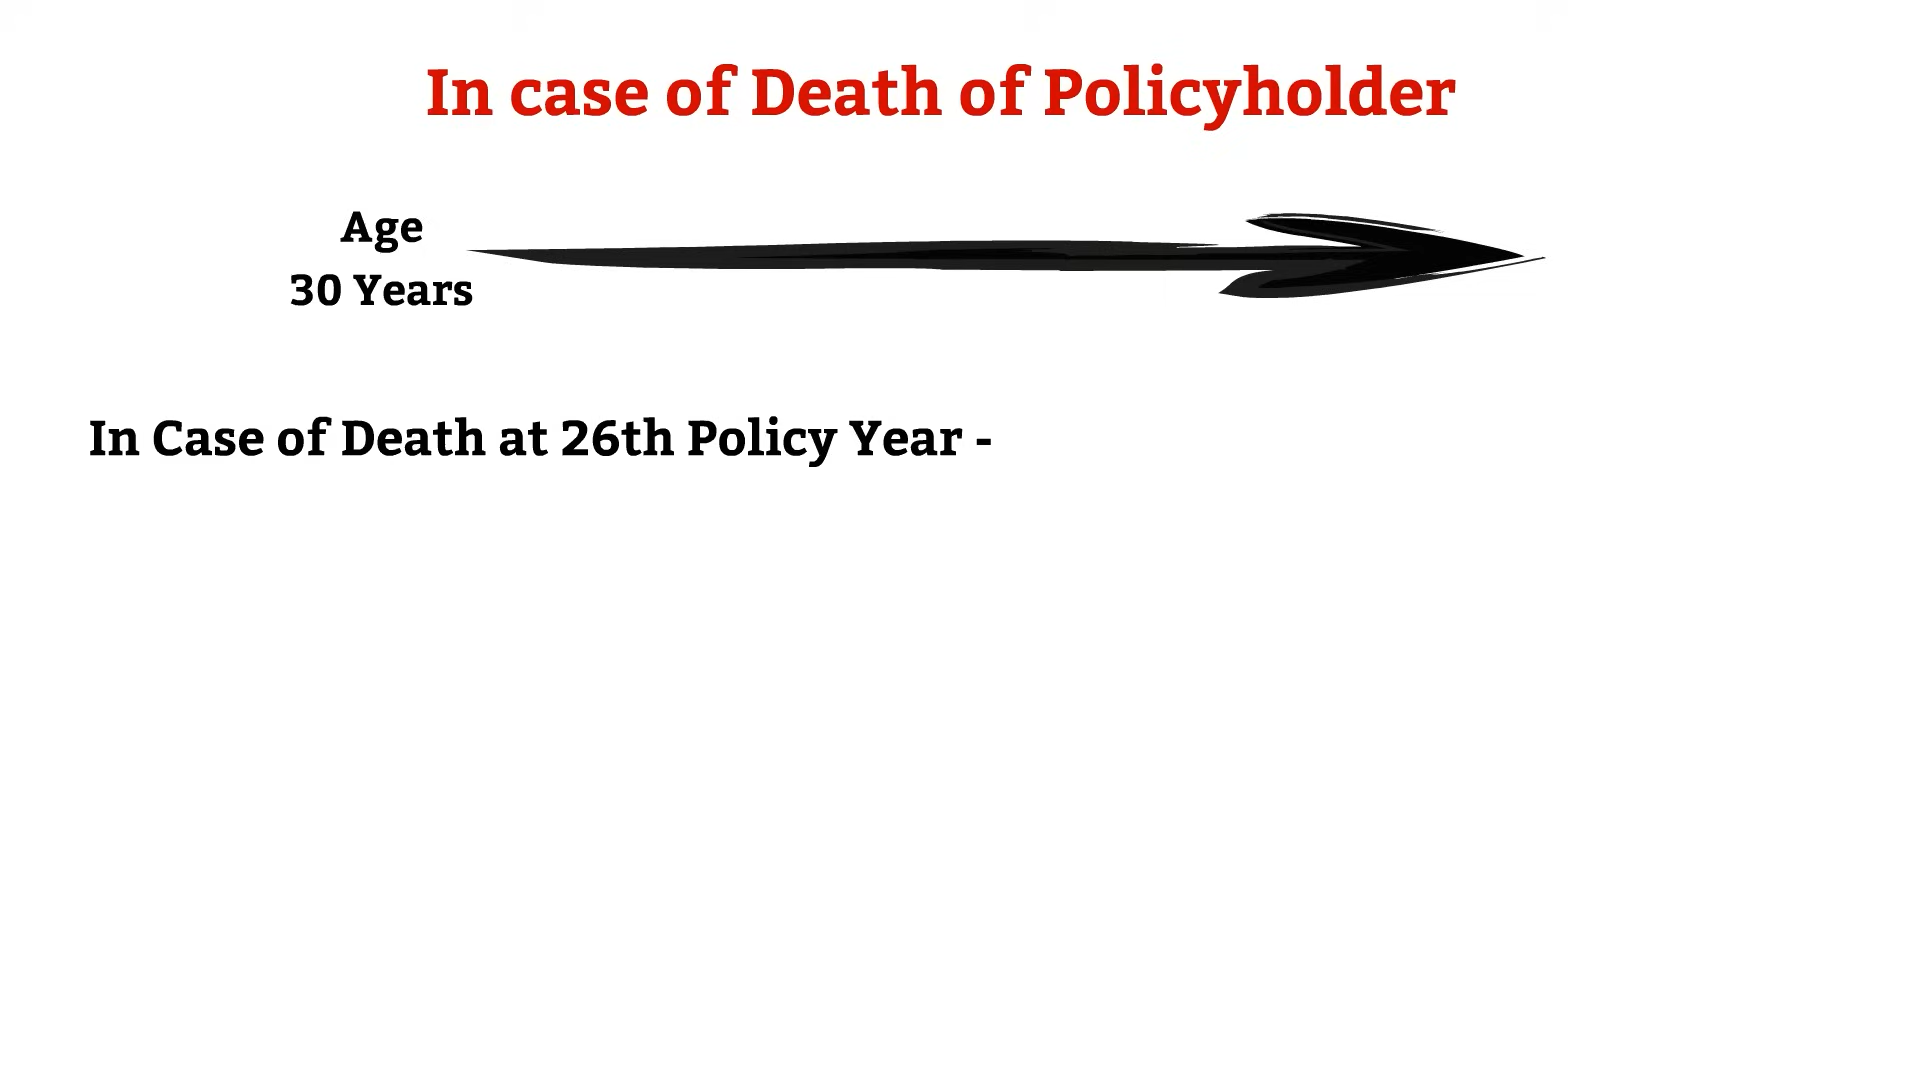 In case of Death of Policyholder
Age
30 Years
In Case of Death at 26th Policy Year -